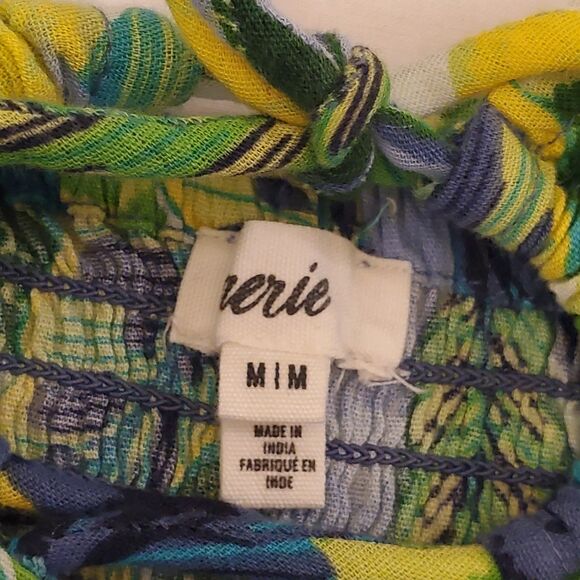 aerie
M | M
MADE IN
INDIA
FABRIQUÉ EN
INDE